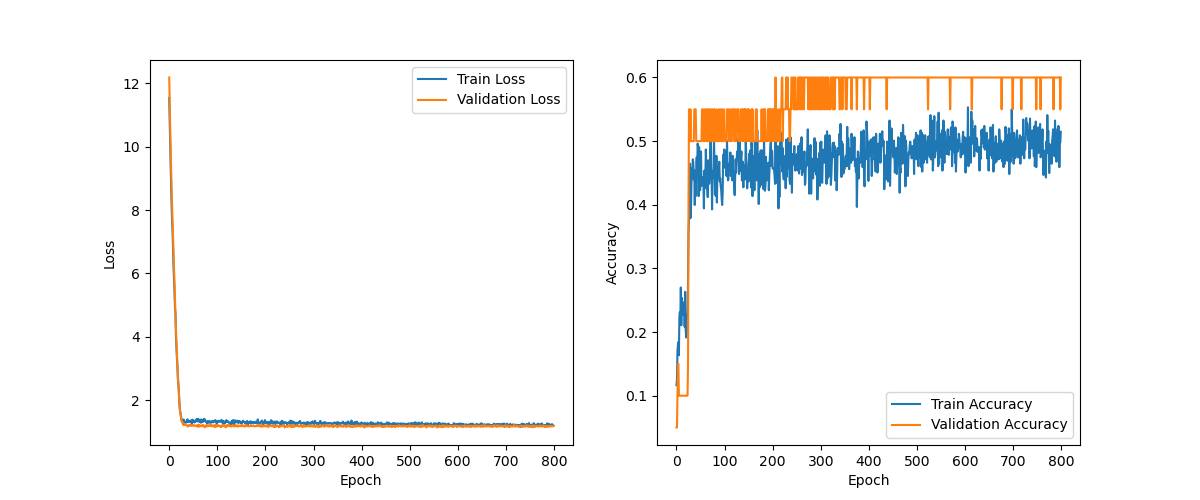 12
10
8
6
4
2
Loss
0 100 200 300 400 500 600 700 800
Epoch
Train Loss
Validation Loss
0.6
0.5
0.4
0.3
0.2
0.1
Accuracy
0 100 200 300 400 500 600 700 800
Epoch
Train Accuracy
Validation Accuracy